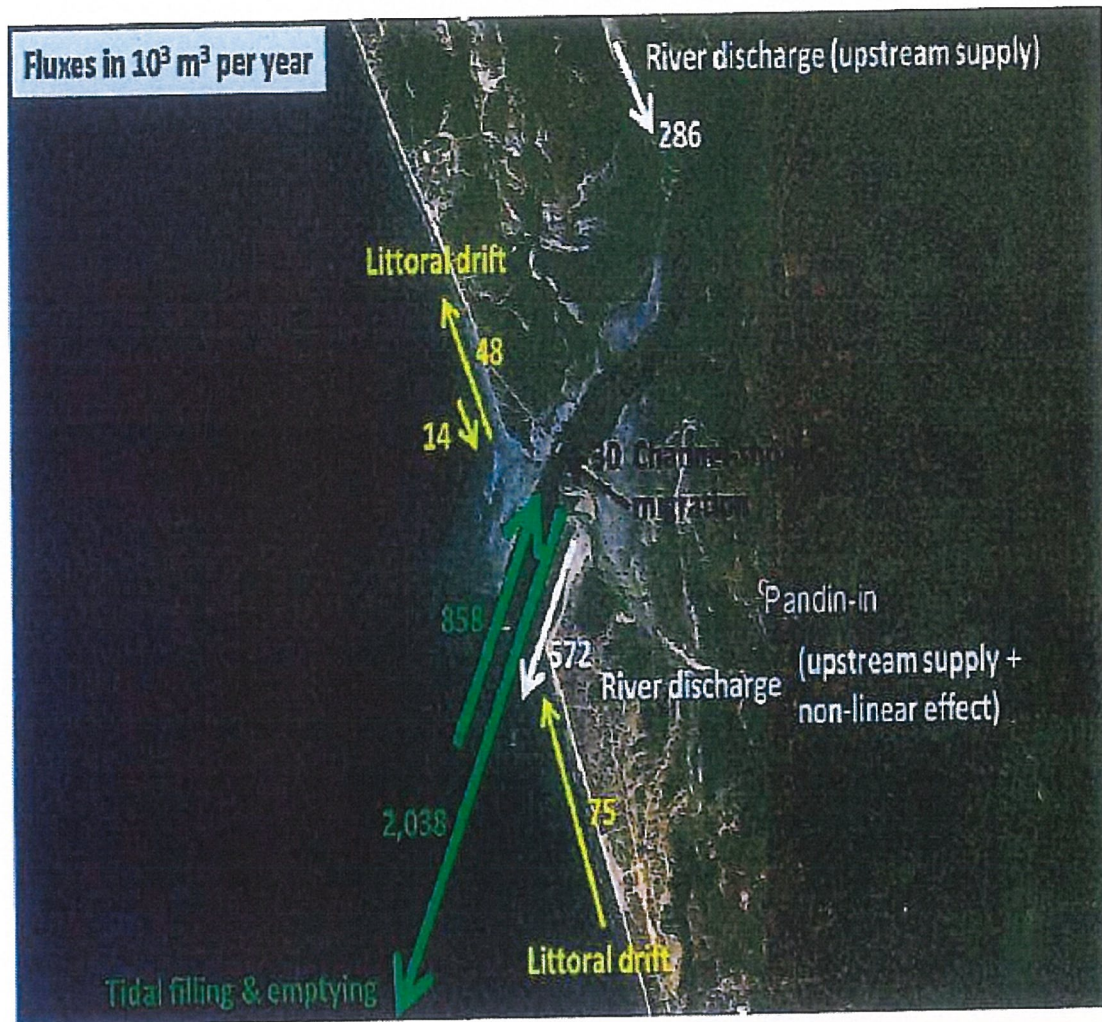 Fluxes in 10³ m³ per year
River discharge (upstream supply)
286
Littoral drift
48
14
migration
858
572
Pandin-in
River discharge
(upstream supply +
non-linear effect)
2,038
75
Littoral drift
Tidal filling & emptying